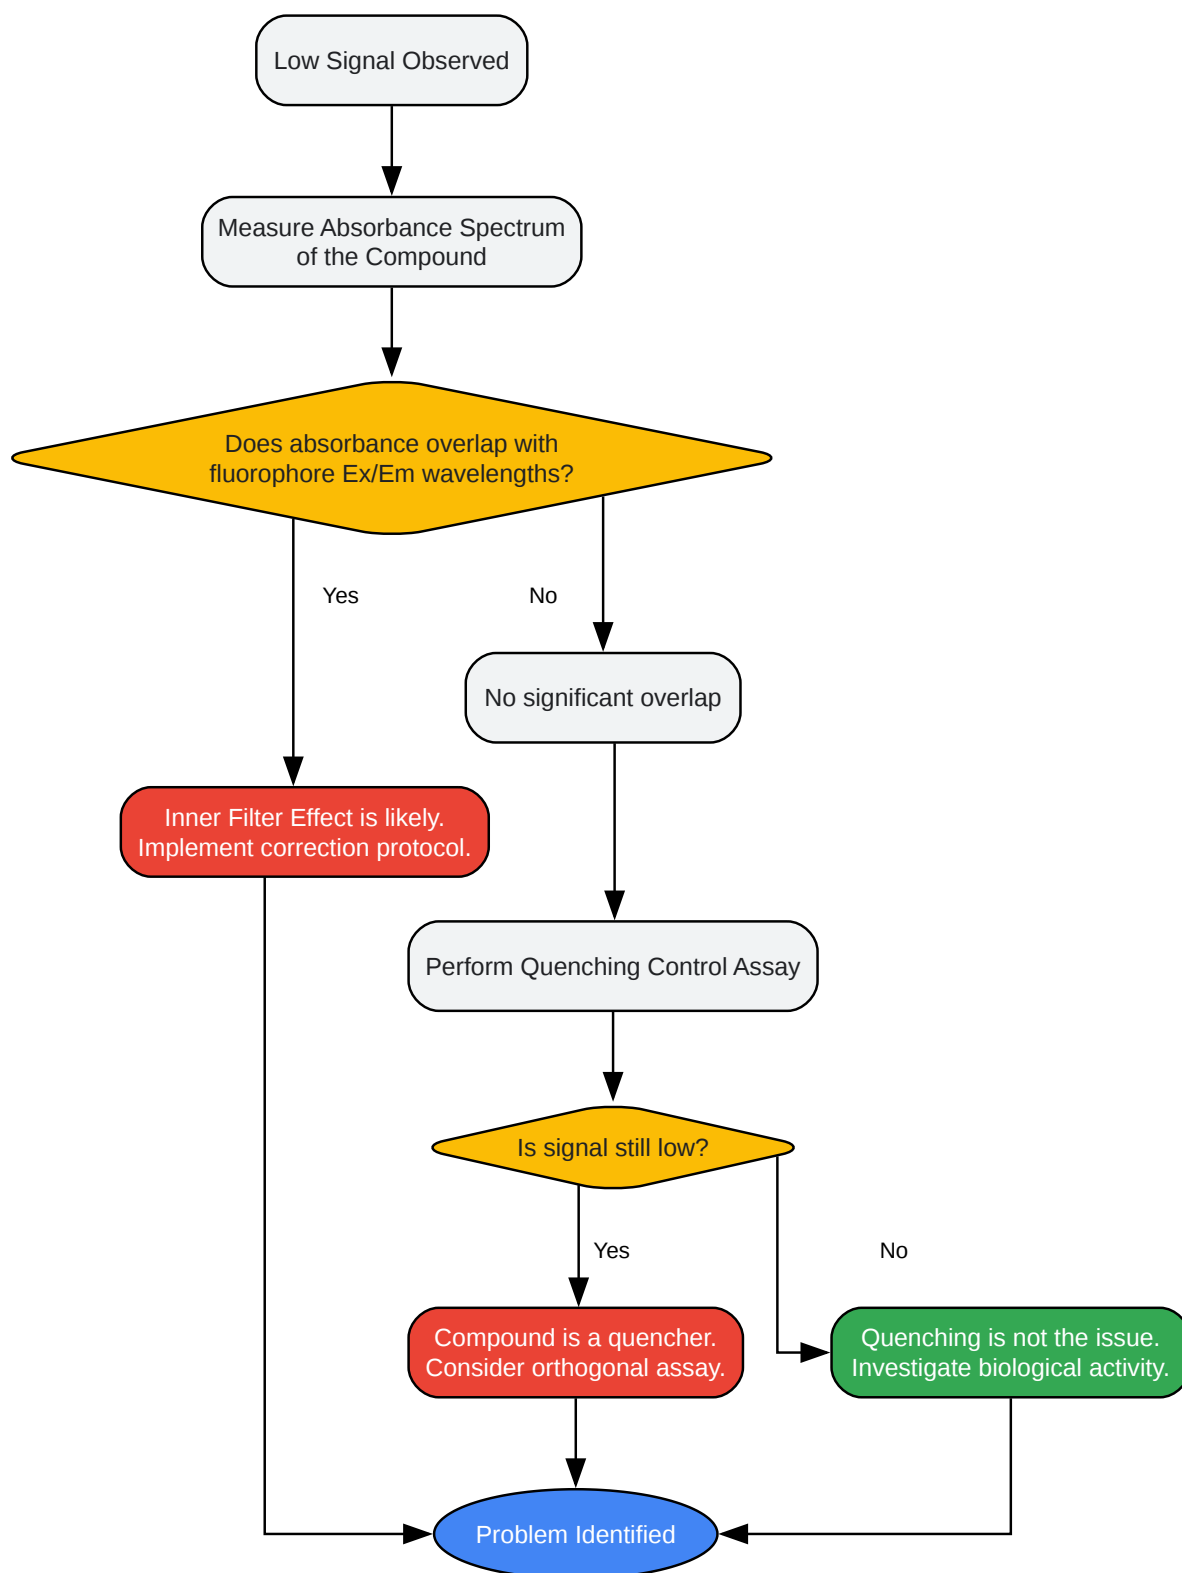 Low Signal Observed
Measure Absorbance Spectrum
of the Compound
Does absorbance overlap with
fluorophore Ex/Em wavelengths?
Yes
No
No significant overlap
Inner Filter Effect is likely.
Implement correction protocol.
Perform Quenching Control Assay
Is signal still low?
Yes
No
Compound is a quencher.
Consider orthogonal assay.
Quenching is not the issue.
Investigate biological activity.
Problem Identified